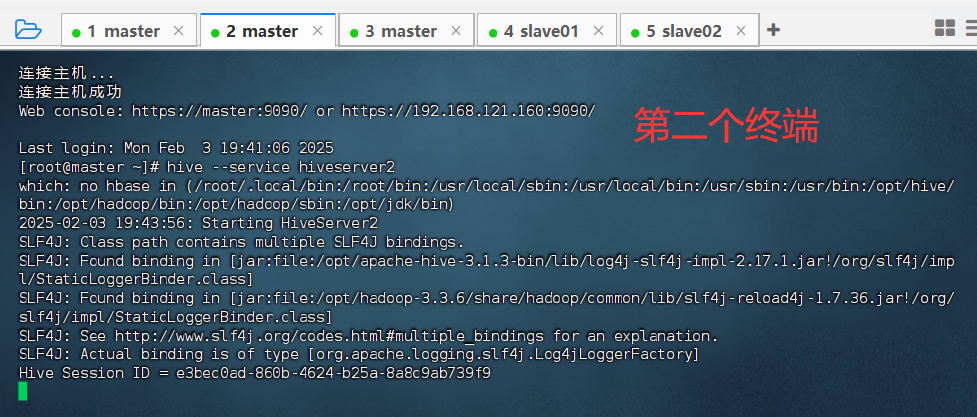 1 master
2 master
3 master
4 slave01
5 slave02
连接主机...
连接主机成功
Web console: https://master:9090/ or https://192.168.121.160:9090/
第二个终端
Last login: Mon Feb  3 19:41:06 2025
[root@master ~]# hive --service hiveserver2
which: no hbase in (/root/.local/bin:/root/bin:/usr/local/sbin:/usr/local/bin:/usr/sbin:/usr/bin:/opt/hive/
bin:/opt/hadoop/bin:/opt/hadoop/sbin:/opt/jdk/bin)
2025-02-03 19:43:56: Starting HiveServer2
SLF4J: Class path contains multiple SLF4J bindings.
SLF4J: Found binding in [jar:file:/opt/apache-hive-3.1.3-bin/lib/log4j-slf4j-impl-2.17.1.jar!/org/slf4j/imp
l/StaticLoggerBinder.class]
SLF4J: Found binding in [jar:file:/opt/hadoop-3.3.6/share/hadoop/common/lib/slf4j-reload4j-1.7.36.jar!/org/
slf4j/impl/StaticLoggerBinder.class]
SLF4J: See http://www.slf4j.org/codes.html#multiple_bindings for an explanation.
SLF4J: Actual binding is of type [org.apache.logging.slf4j.Log4jLoggerFactory]
Hive Session ID = e3bec0ad-860b-4624-b25a-8a8c9ab739f9